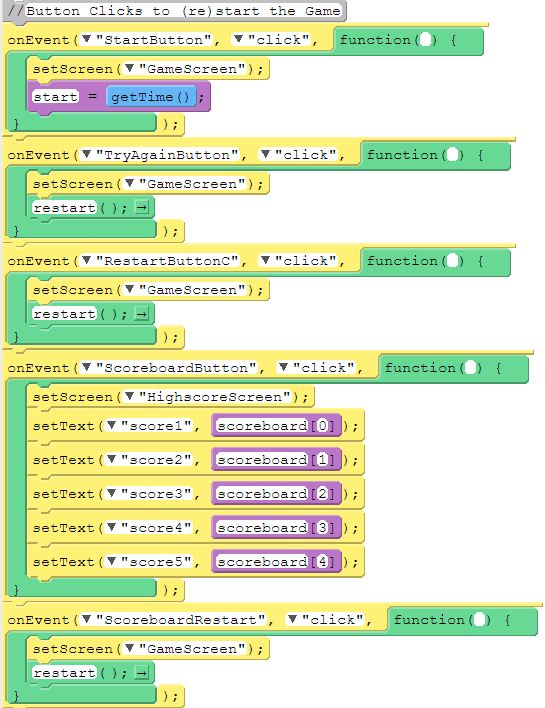 //Button Clicks to (re)start the Game
onEvent(▼"StartButton", ▼"click", function( ) {
setScreen(▼"GameScreen");
start = getTime();
} );
onEvent(▼"TryAgainButton", ▼"click", function( ) {
setScreen(▼"GameScreen");
restart(); →
} );
onEvent(▼"RestartButtonC", ▼"click", function( ) {
setScreen(▼"GameScreen");
restart(); →
} );
onEvent(▼"ScoreboardButton", ▼"click", function( ) {
setScreen(▼"HighscoreScreen");
setText(▼"score1", scoreboard[0]);
setText(▼"score2", scoreboard[1]);
setText(▼"score3", scoreboard[2]);
setText(▼"score4", scoreboard[3]);
setText(▼"score5", scoreboard[4]);
} );
onEvent(▼"ScoreboardRestart", ▼"click", function( ) {
setScreen(▼"GameScreen");
restart(); →
} );